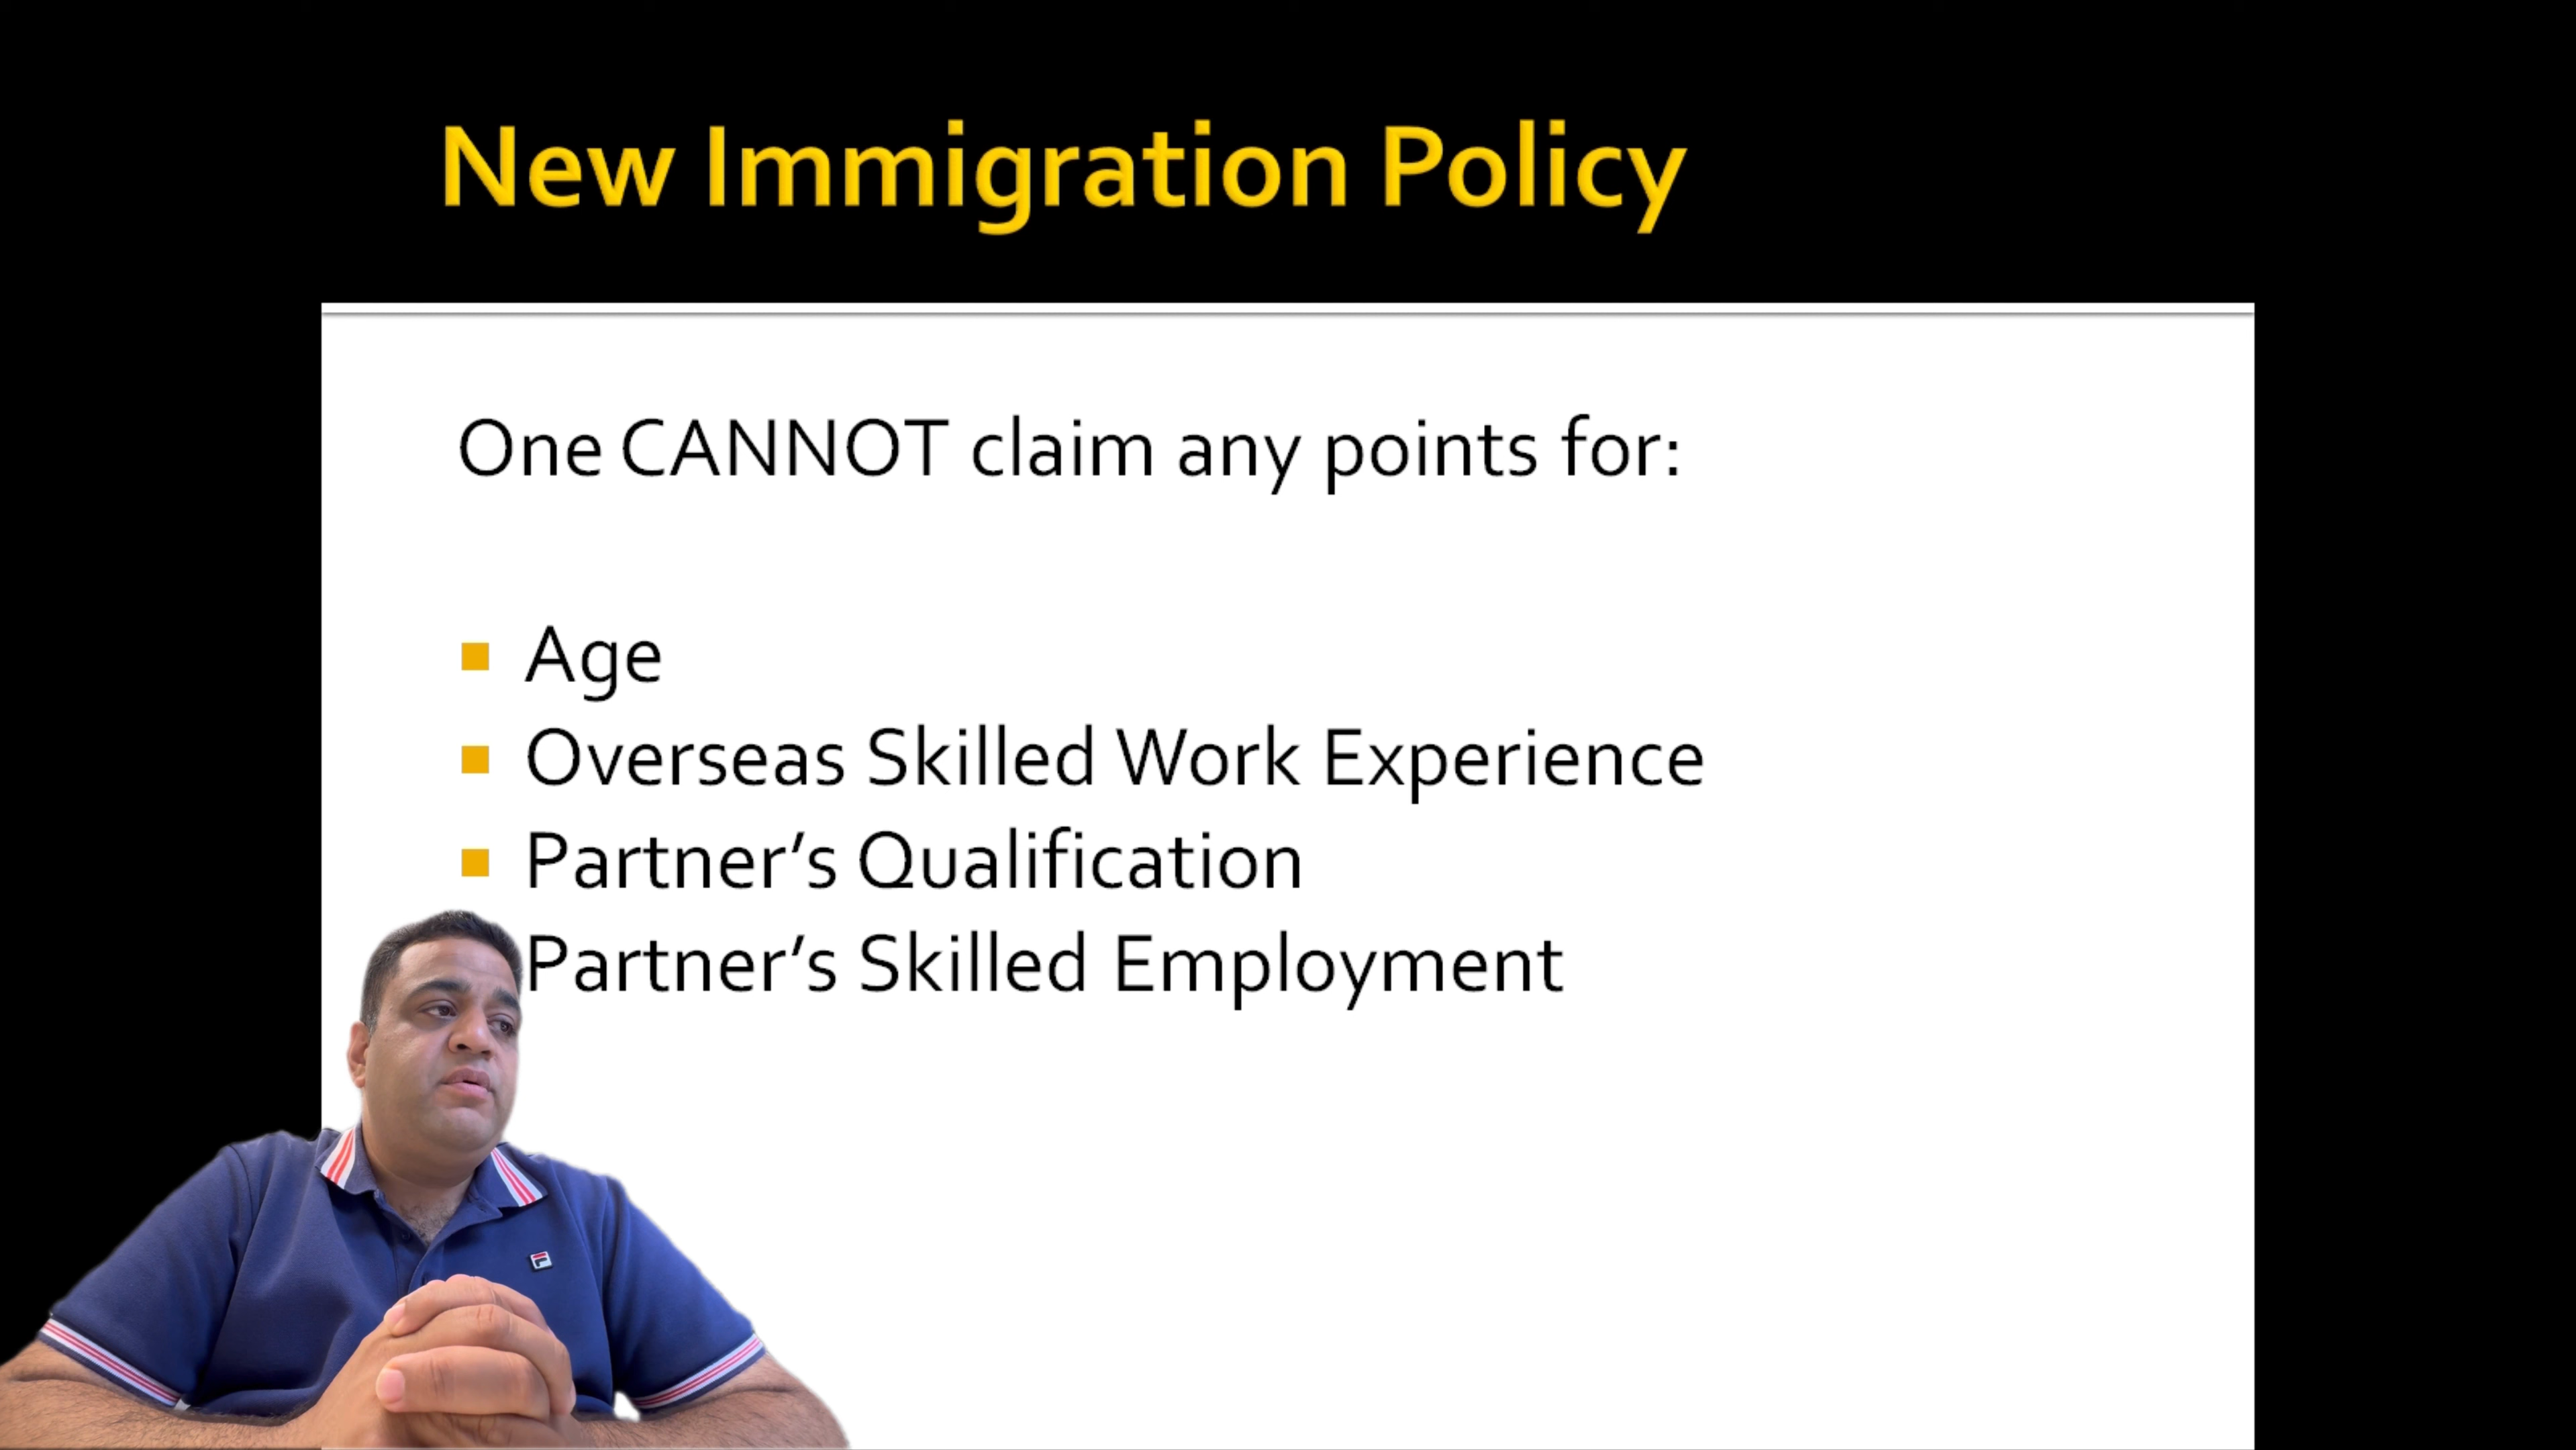 New Immigration Policy
One CANNOT claim any points for:
Age
Overseas Skilled Work Experience
Partner’s Qualification
Partner’s Skilled Employment